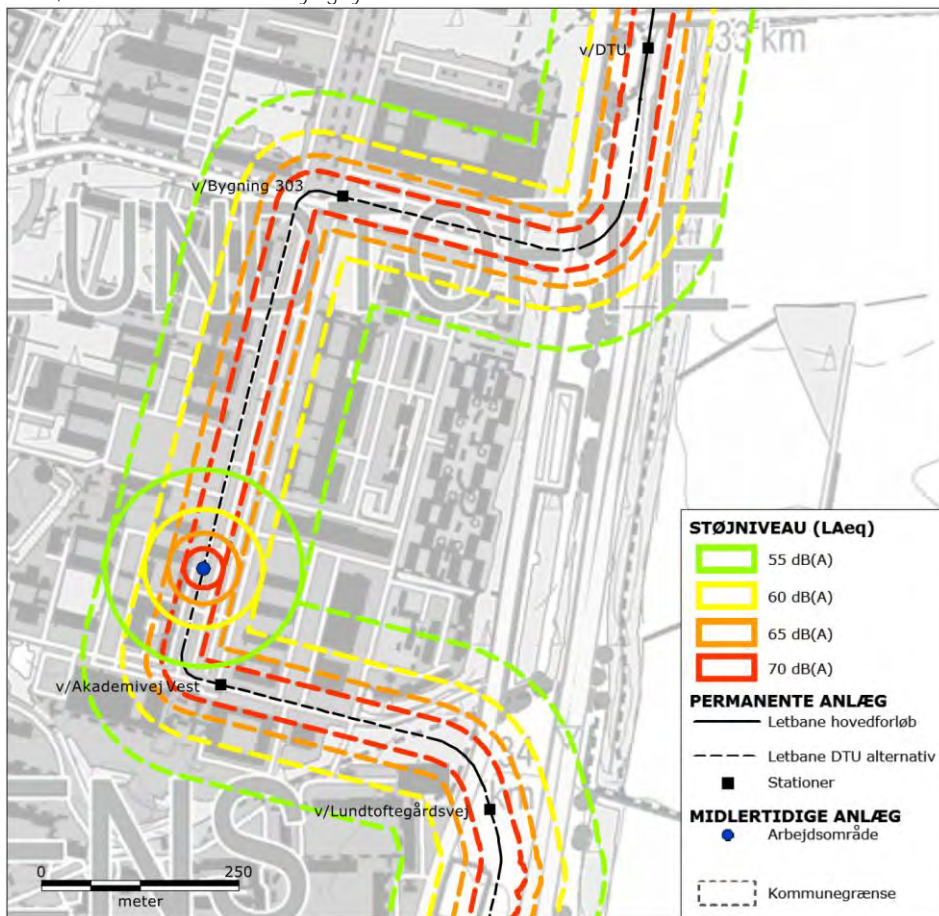 v/DTU
33 km
v/Bygning 303
LUNDTOFTE
STØJNIVEAU (LAeq)
55 dB(A)
60 dB(A)
65 dB(A)
70 dB(A)
v/Akademivej Vest
PERMANENTE ANLÆG
Letbane hovedforløb
Letbane DTU alternativ
Stationer
v/Lundtoftegårdsvej
MIDLERTIDIGE ANLÆG
Arbejdsområde
Kommunegrænse
0 250
meter